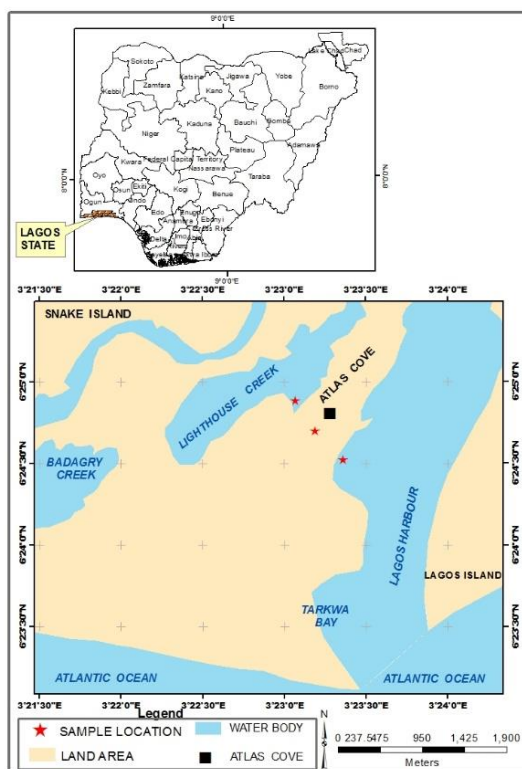 9°0'0"E
Sokoto
Katsina
Jigawa
Yobe
Kebbi
Zamfara
Kano
Borno
Kaduna
Bauchi
Gombe
Niger
Adamawa
Plateau
Kwara
Federal Capital Territory
Nassarawa
Taraba
Oyo
Ekiti
Kogi
Benue
Osun
Ogun
Ondo
Edo
Enugu
Anambra
Ebonyi
Cross River
Delta
Imo
LAGOS
STATE
9°0'0"E
3°21'30"E 3°22'0"E 3°22'30"E 3°23'0"E 3°23'30"E 3°24'0"E
SNAKE ISLAND
6°25'0"N
6°25'0"N
ATLAS COVE
LIGHTHOUSE CREEK
6°24'30"N
6°24'30"N
BADAGRY
CREEK
6°24'0"N
6°24'0"N
LAGOS HARBOUR
LAGOS ISLAND
TARKWA
BAY
6°23'30"N
6°23'30"N
ATLANTIC OCEAN
ATLANTIC OCEAN
3°21'30"E 3°22'0"E 3°22'30"E 3°23'0"E 3°23'30"E 3°24'0"E
Legend
SAMPLE LOCATION
WATER BODY
LAND AREA
ATLAS COVE
N
0 237.5475 950 1,425 1,900
Meters